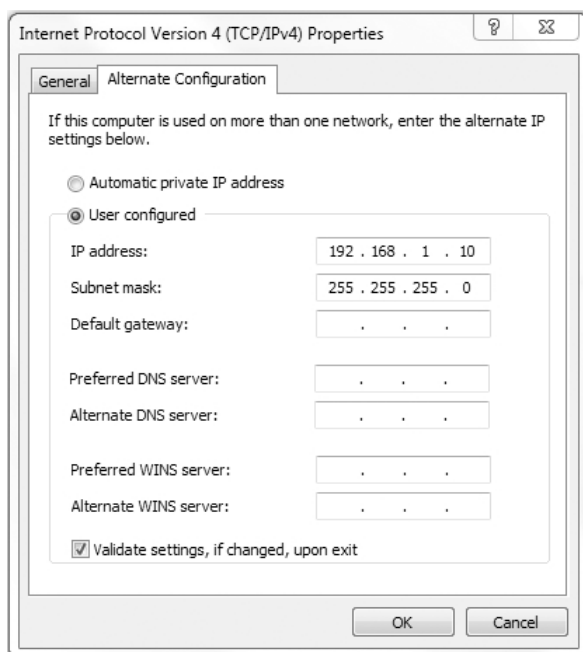 Internet Protocol Version 4 (TCP/IPv4) Properties
General
Alternate Configuration
If this computer is used on more than one network, enter the alternate IP
settings below.
Automatic private IP address
User configured
IP address: 192 . 168 . 1 . 10
Subnet mask: 255 . 255 . 255 . 0
Default gateway: . . .
Preferred DNS server: . . .
Alternate DNS server: . . .
Preferred WINS server: . . .
Alternate WINS server: . . .
Validate settings, if changed, upon exit
OK
Cancel